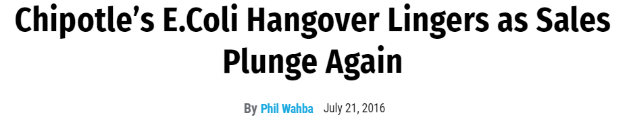 Chipotle's E.Coli Hangover Lingers as Sales
Plunge Again
By Phil Wahba July 21, 2016